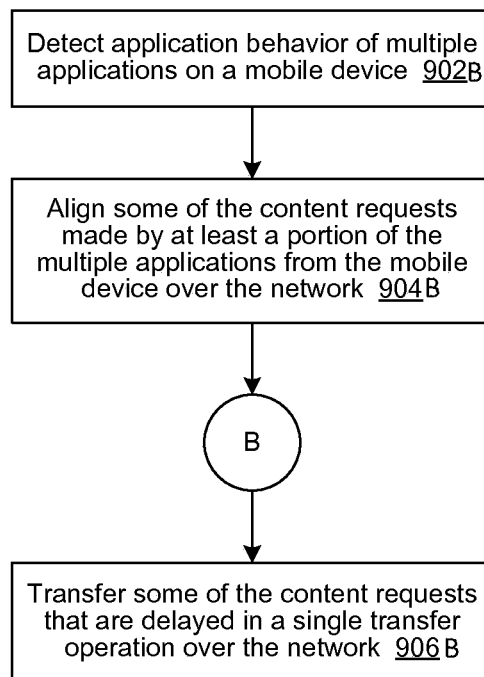 Detect application behavior of multiple
applications on a mobile device 902B
Align some of the content requests
made by at least a portion of the
multiple applications from the mobile
device over the network 904B
B
Transfer some of the content requests
that are delayed in a single transfer
operation over the network 906B